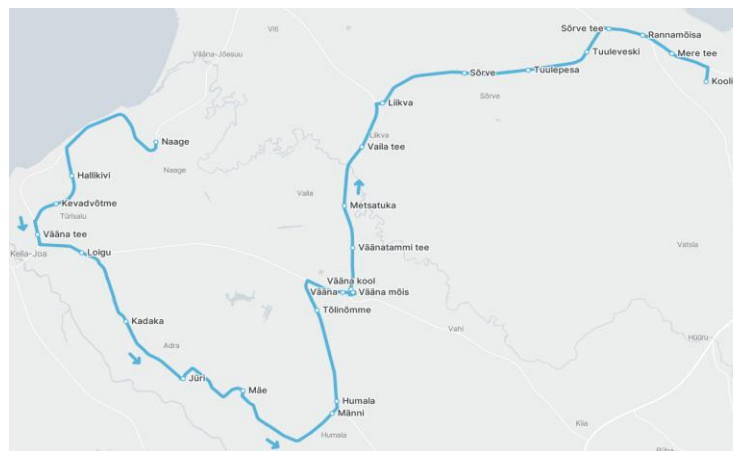 Sõrve tee
Viti
Rannamõisa
Vääna-Jõesuu
Tuuleveski
Mere tee
Sõrve
Tuulepesa
Kooli
Sõrve
Liikva
Liikva
Naage
Vaila tee
Naage
Hallikivi
Vaila
Kevadvõtme
Metsatuka
Türisalu
Vääna tee
Vatsla
Keila-Joa
Loigu
Väänatammi tee
Vääna kool
Vääna
Vääna mõis
Tõlinõmme
Kadaka
Vahi
Hüüru
Adra
Jüri
Mäe
Humala
Männi
Kiia
Humala